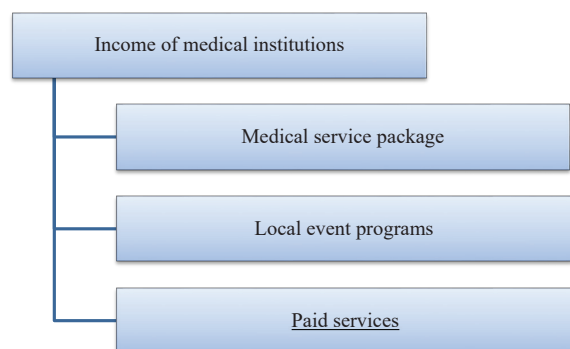 Income of medical institutions
Medical service package
Local event programs
Paid services